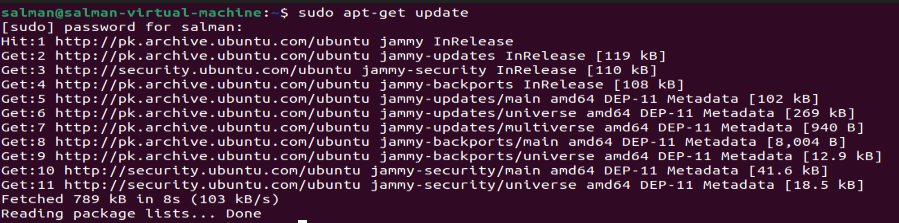 salman@salman-virtual-machine:~$ sudo apt-get update
[sudo] password for salman:
Hit:1 http://pk.archive.ubuntu.com/ubuntu jammy InRelease
Get:2 http://pk.archive.ubuntu.com/ubuntu jammy-updates InRelease [119 kB]
Get:3 http://security.ubuntu.com/ubuntu jammy-security InRelease [110 kB]
Get:4 http://pk.archive.ubuntu.com/ubuntu jammy-backports InRelease [108 kB]
Get:5 http://pk.archive.ubuntu.com/ubuntu jammy-updates/main amd64 DEP-11 Metadata [102 kB]
Get:6 http://pk.archive.ubuntu.com/ubuntu jammy-updates/universe amd64 DEP-11 Metadata [269 kB]
Get:7 http://pk.archive.ubuntu.com/ubuntu jammy-updates/multiverse amd64 DEP-11 Metadata [940 B]
Get:8 http://pk.archive.ubuntu.com/ubuntu jammy-backports/main amd64 DEP-11 Metadata [8,004 B]
Get:9 http://pk.archive.ubuntu.com/ubuntu jammy-backports/universe amd64 DEP-11 Metadata [12.9 kB]
Get:10 http://security.ubuntu.com/ubuntu jammy-security/main amd64 DEP-11 Metadata [41.6 kB]
Get:11 http://security.ubuntu.com/ubuntu jammy-security/universe amd64 DEP-11 Metadata [18.5 kB]
Fetched 789 kB in 8s (103 kB/s)
Reading package lists... Done